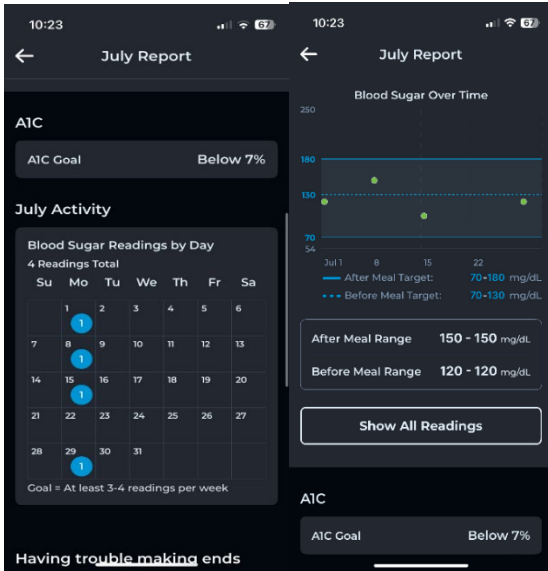 10:23
67
July Report
A1C
A1C Goal Below 7%
July Activity
Blood Sugar Readings by Day
4 Readings Total
Su Mo Tu We Th Fr Sa
1 2 3 4 5 6
1
7 8 9 10 11 12 13
1
14 15 16 17 18 19 20
1
21 22 23 24 25 26 27
28 29 30 31
1
Goal = At least 3-4 readings per week
Having trouble making ends
10:23
67
July Report
Blood Sugar Over Time
250
180
130
70
54
Jul 1 8 15 22
After Meal Target: 70-180 mg/dL
Before Meal Target: 70-130 mg/dL
After Meal Range 150 - 150 mg/dL
Before Meal Range 120 - 120 mg/dL
Show All Readings
A1C
A1C Goal Below 7%